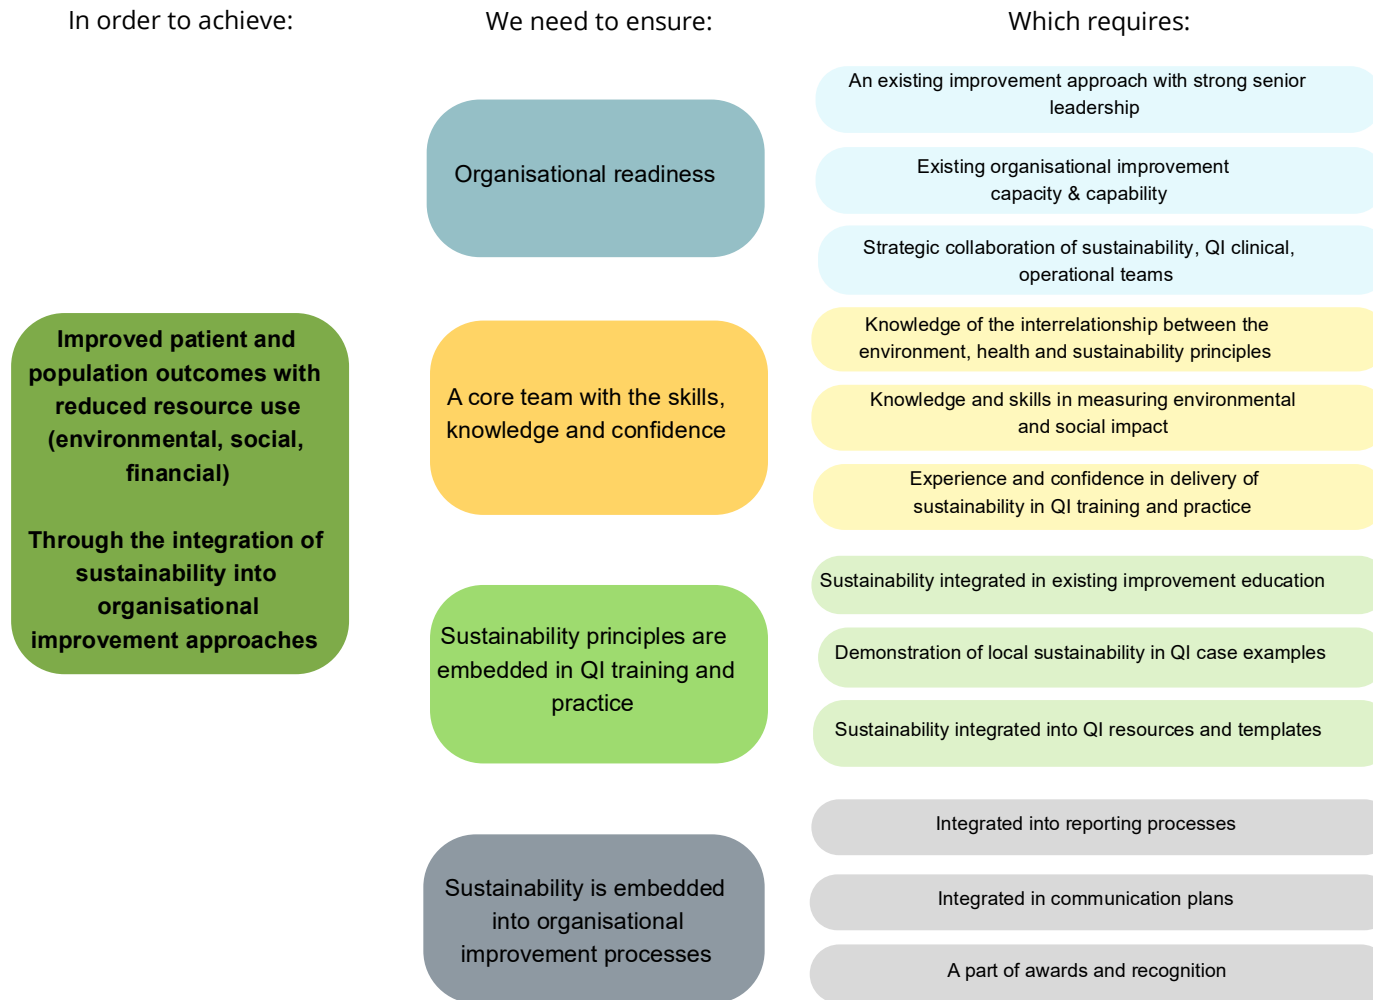 In order to achieve:
We need to ensure:
Which requires:
Improved patient and
population outcomes with
reduced resource use
(environmental, social,
financial)
Through the integration of
sustainability into
organisational
improvement approaches
Organisational readiness
An existing improvement approach with strong senior
leadership
Existing organisational improvement
capacity & capability
Strategic collaboration of sustainability, QI clinical,
operational teams
A core team with the skills,
knowledge and confidence
Knowledge of the interrelationship between the
environment, health and sustainability principles
Knowledge and skills in measuring environmental
and social impact
Experience and confidence in delivery of
sustainability in QI training and practice
Sustainability principles are
embedded in QI training and
practice
Sustainability integrated in existing improvement education
Demonstration of local sustainability in QI case examples
Sustainability integrated into QI resources and templates
Sustainability is embedded
into organisational
improvement processes
Integrated into reporting processes
Integrated in communication plans
A part of awards and recognition